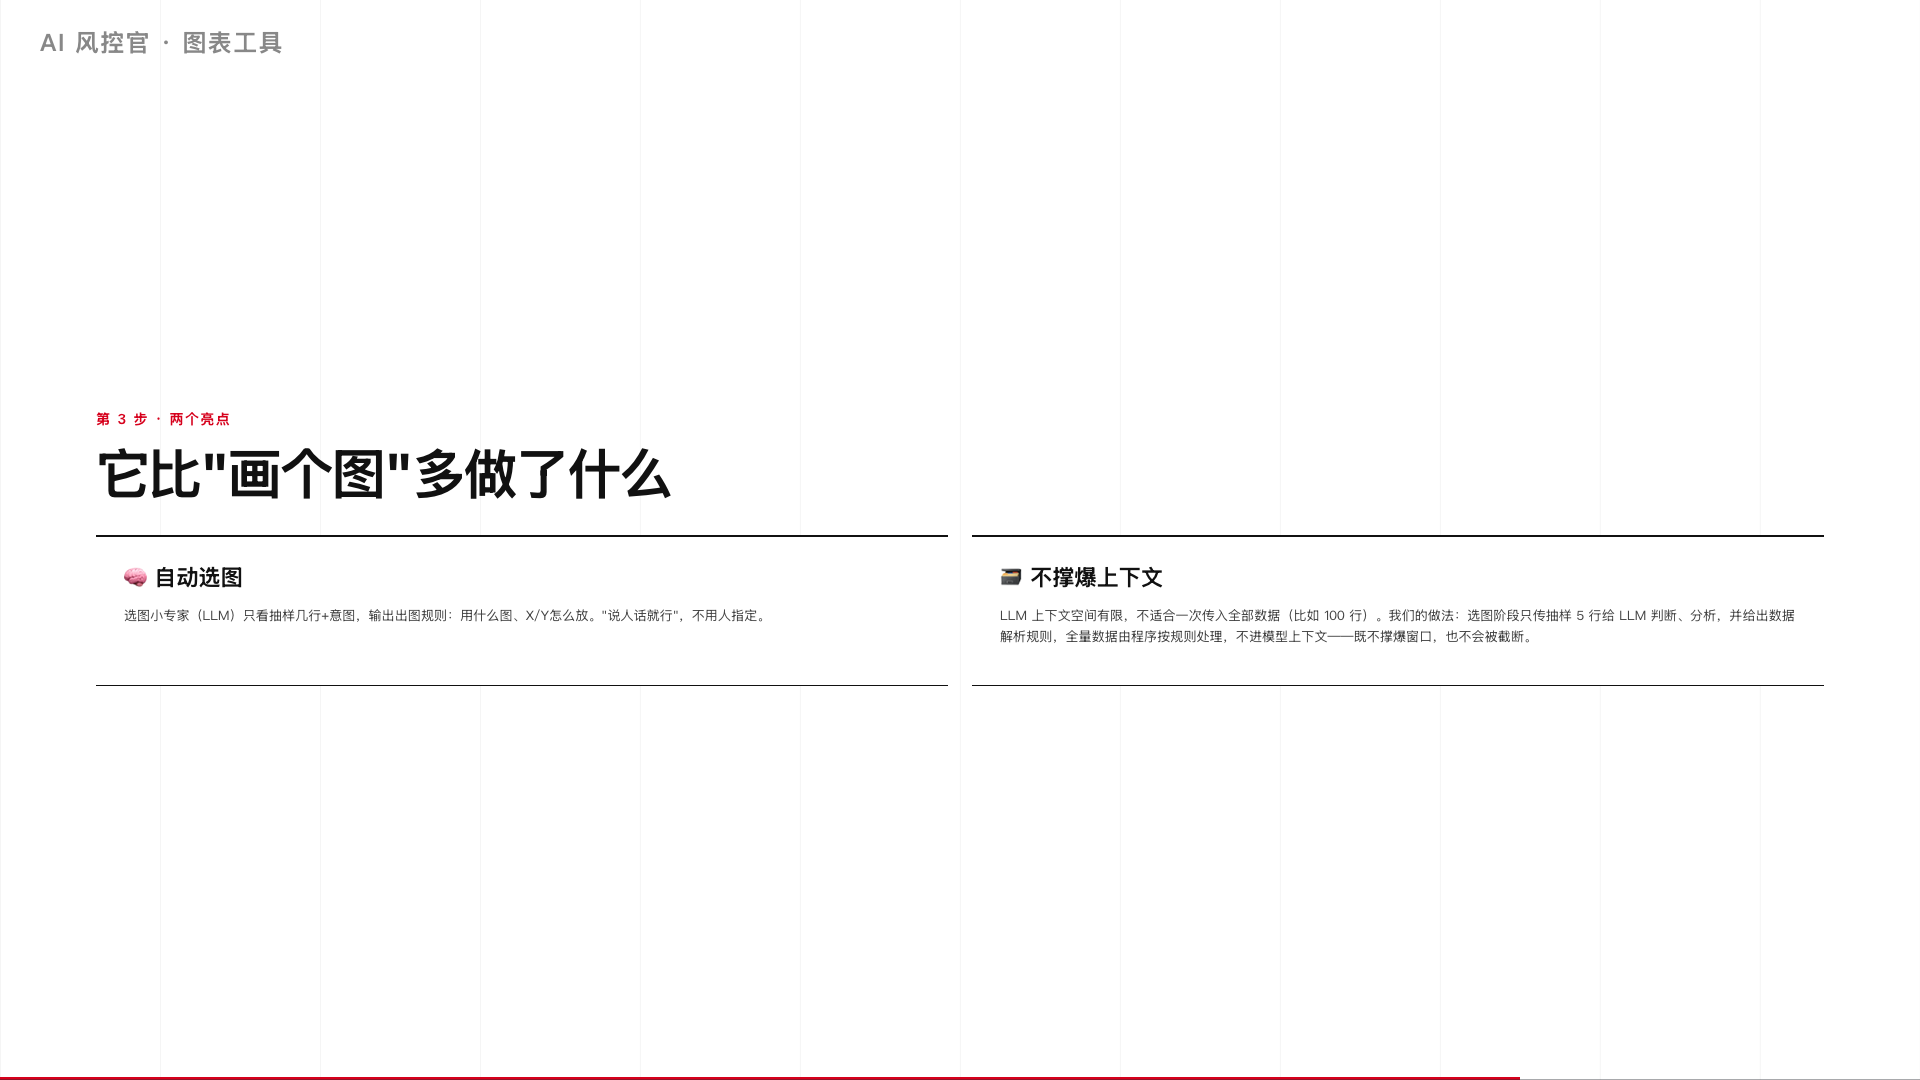 AI 风控官 · 图表工具
第 3 步 · 两个亮点
它比"画个图"多做了什么
🧠 自动选图
选图小专家（LLM）只看抽样几行+意图，输出出图规则：用什么图、X/Y怎么放。"说人话就行"，不用人指定。
🗃️ 不撑爆上下文
LLM 上下文空间有限，不适合一次传入全部数据（比如 100 行）。我们的做法：选图阶段只传抽样 5 行给 LLM 判断、分析，并给出数据
解析规则，全量数据由程序按规则处理，不进模型上下文——既不撑爆窗口，也不会被截断。